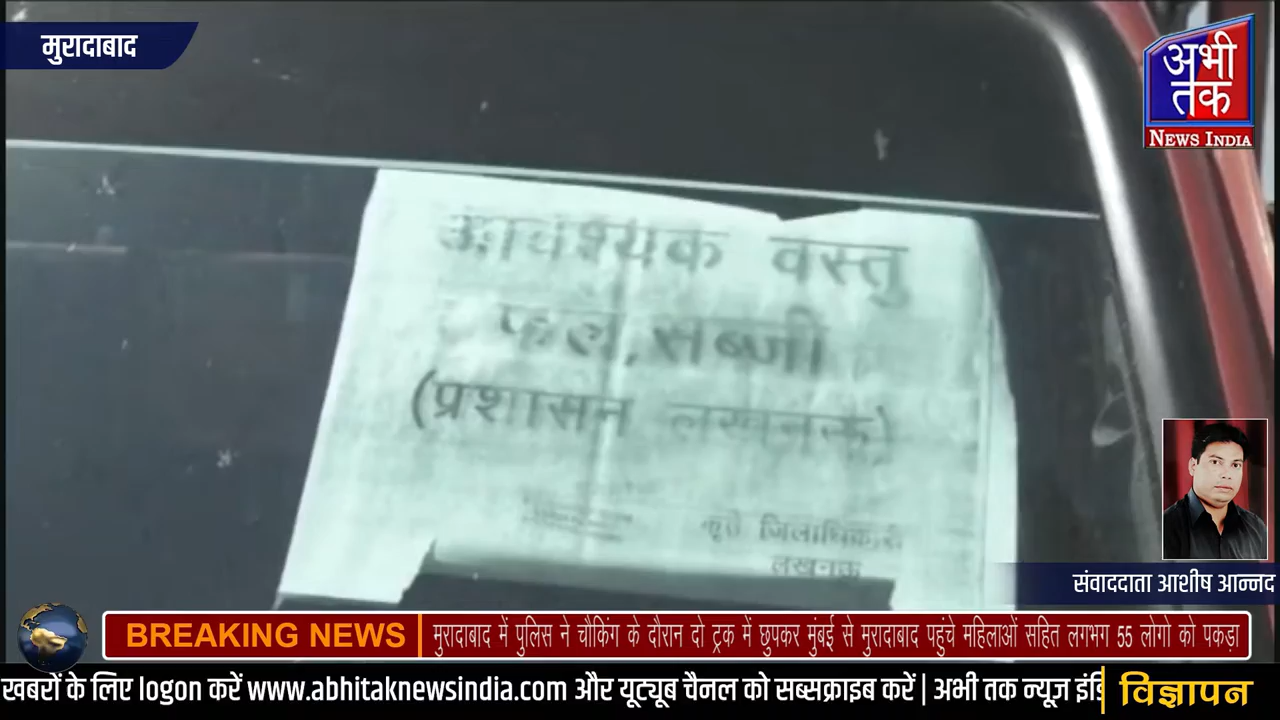 मुरादाबाद
अभी
तक
NEWS INDIA
आवश्यक वस्तु
फल, सब्जी
(प्रशासन लखनऊ)
जिलाधिकारी
लखनऊ
संवाददाता आशीष आन्नद
BREAKING NEWS
मुरादाबाद में पुलिस ने चौकिंग के दौरान दो ट्रक में छुपकर मुंबई से मुरादाबाद पहुंचे महिलाओं सहित लगभग 55 लोगो को पकड़ा
खबरों के लिए logon करें www.abhitaknewsindia.com और यूट्यूब चैनल को सब्सक्राइब करें | अभी तक न्यूज इंडि
विज्ञापन